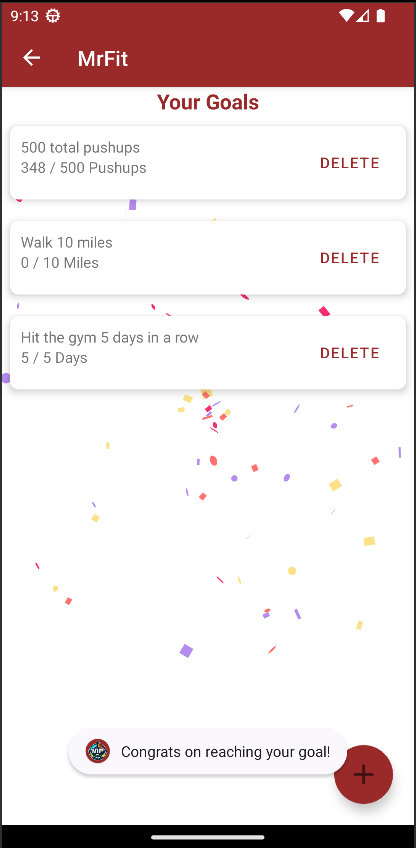 9:13
MrFit
Your Goals
500 total pushups
348 / 500 Pushups
DELETE
Walk 10 miles
0 / 10 Miles
DELETE
Hit the gym 5 days in a row
5 / 5 Days
DELETE
Congrats on reaching your goal!